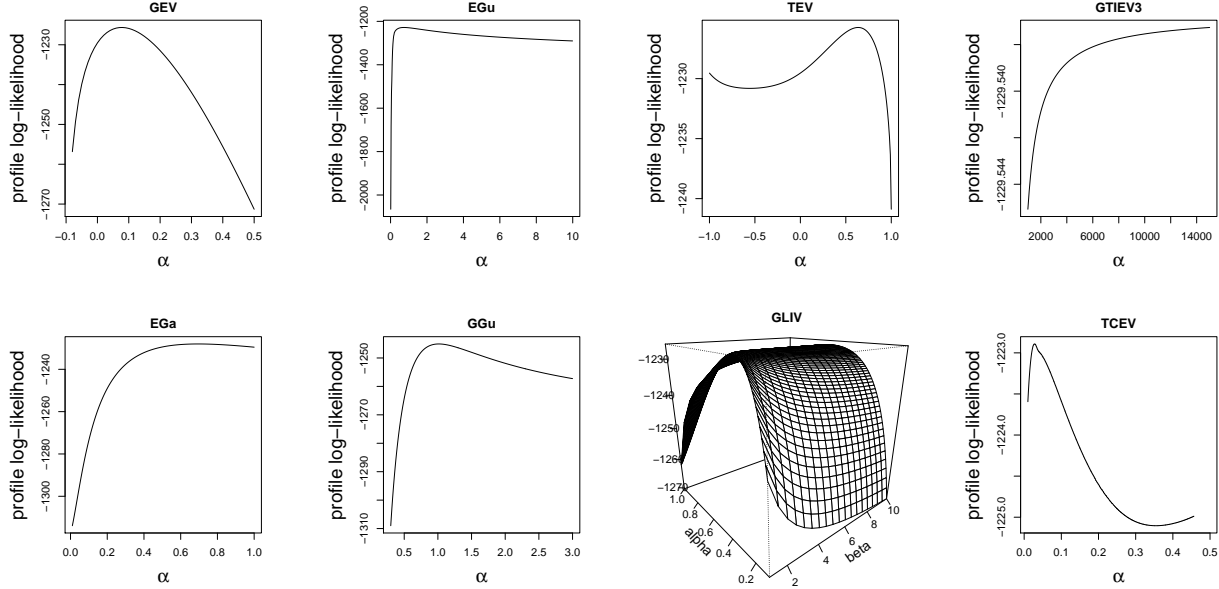 GEV
profile log−likelihood
−1270
−1250
−1230
−0.1 0.0 0.1 0.2 0.3 0.4 0.5
α
EGu
profile log−likelihood
−2000
−1800
−1600
−1400
−1200
0 2 4 6 8 10
α
TEV
profile log−likelihood
−1240
−1235
−1230
−1.0 −0.5 0.0 0.5 1.0
α
GTIEV3
profile log−likelihood
−1229.544
−1229.540
2000 6000 10000 14000
α
EGa
profile log−likelihood
−1300
−1280
−1260
−1240
0.0 0.2 0.4 0.6 0.8 1.0
α
GGu
profile log−likelihood
−1310
−1290
−1270
−1250
0.5 1.0 1.5 2.0 2.5 3.0
α
GLIV
−1230
−1240
−1250
−1260
−1270
1.0
0.8
0.6
0.4
0.2
alpha
2
4
6
8
10
beta
TCEV
profile log−likelihood
−1225.0
−1224.0
−1223.0
0.0 0.1 0.2 0.3 0.4 0.5
α